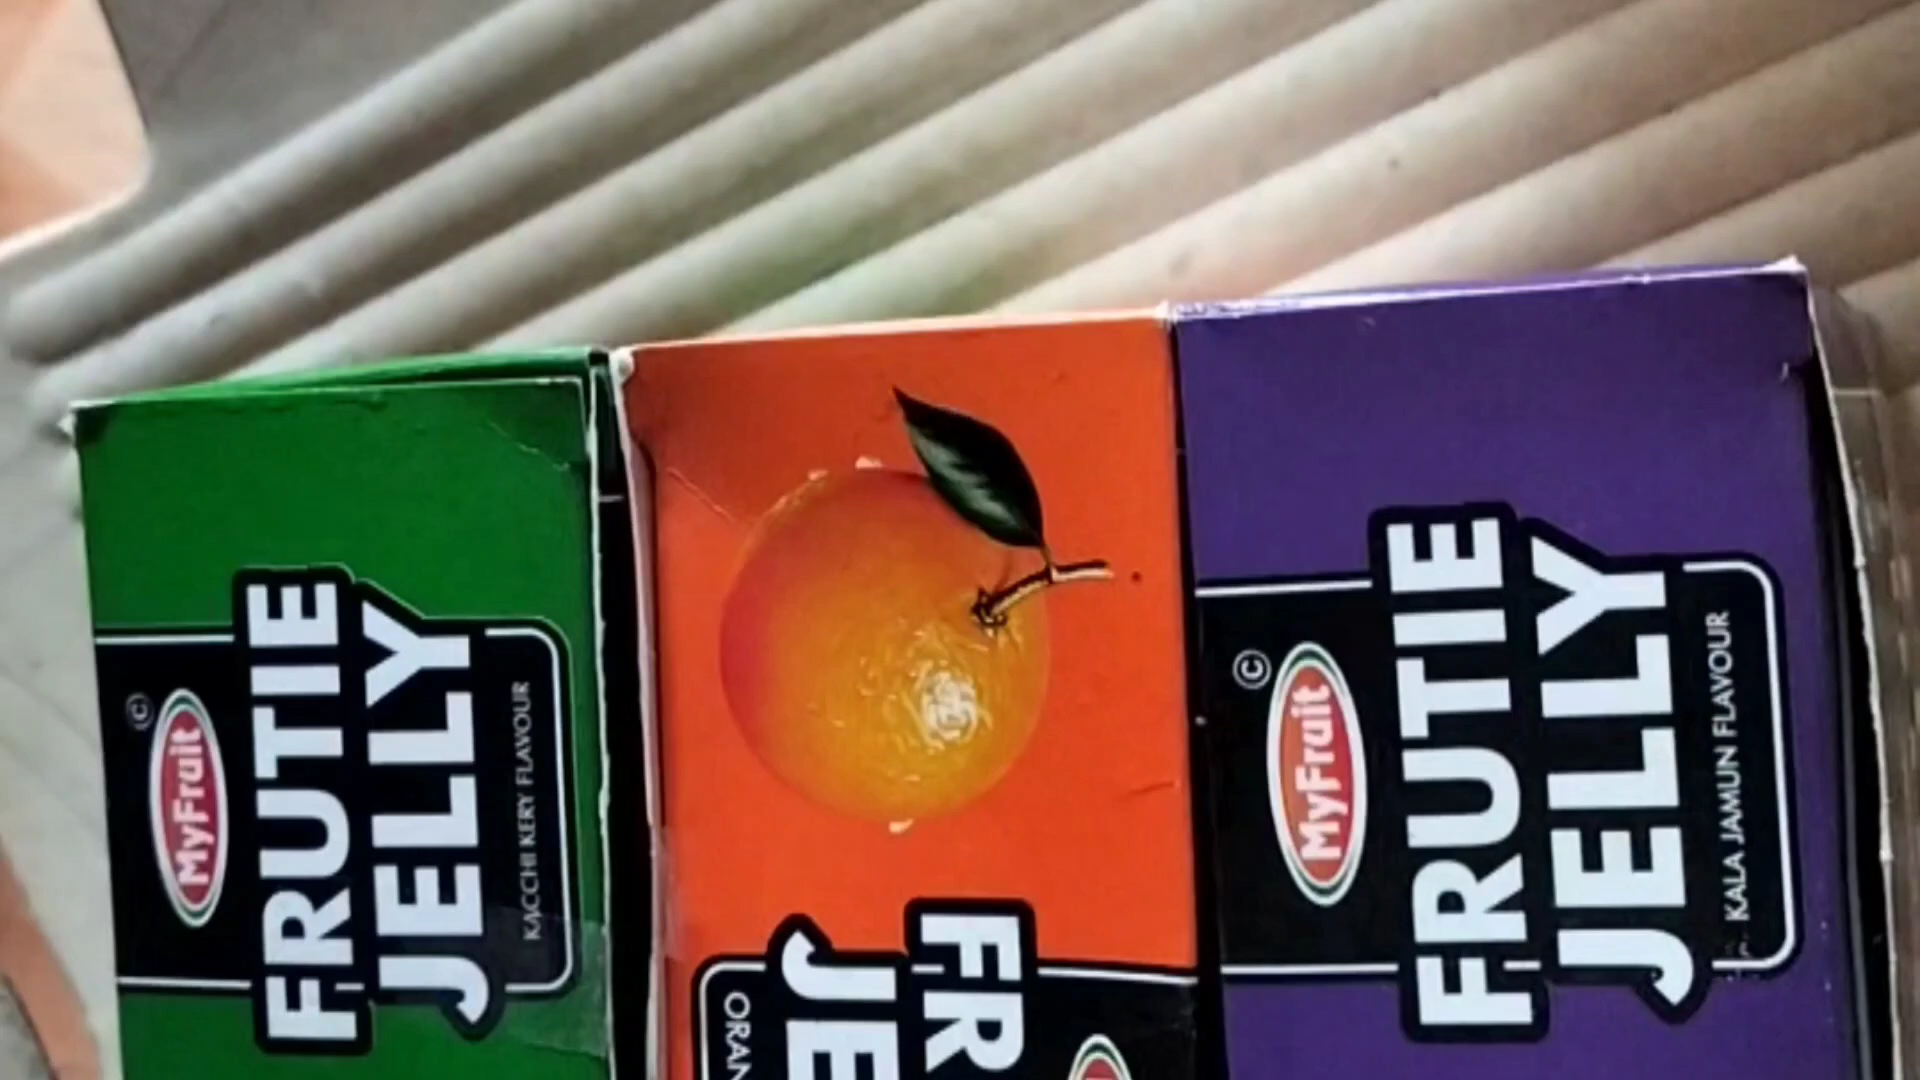 ©
MyFruit
FRUTIE
JELLY
KACCHI KERY FLAVOUR
FR
JE
ORAN
©
MyFruit
FRUTIE
JELLY
KALA JAMUN FLAVOUR